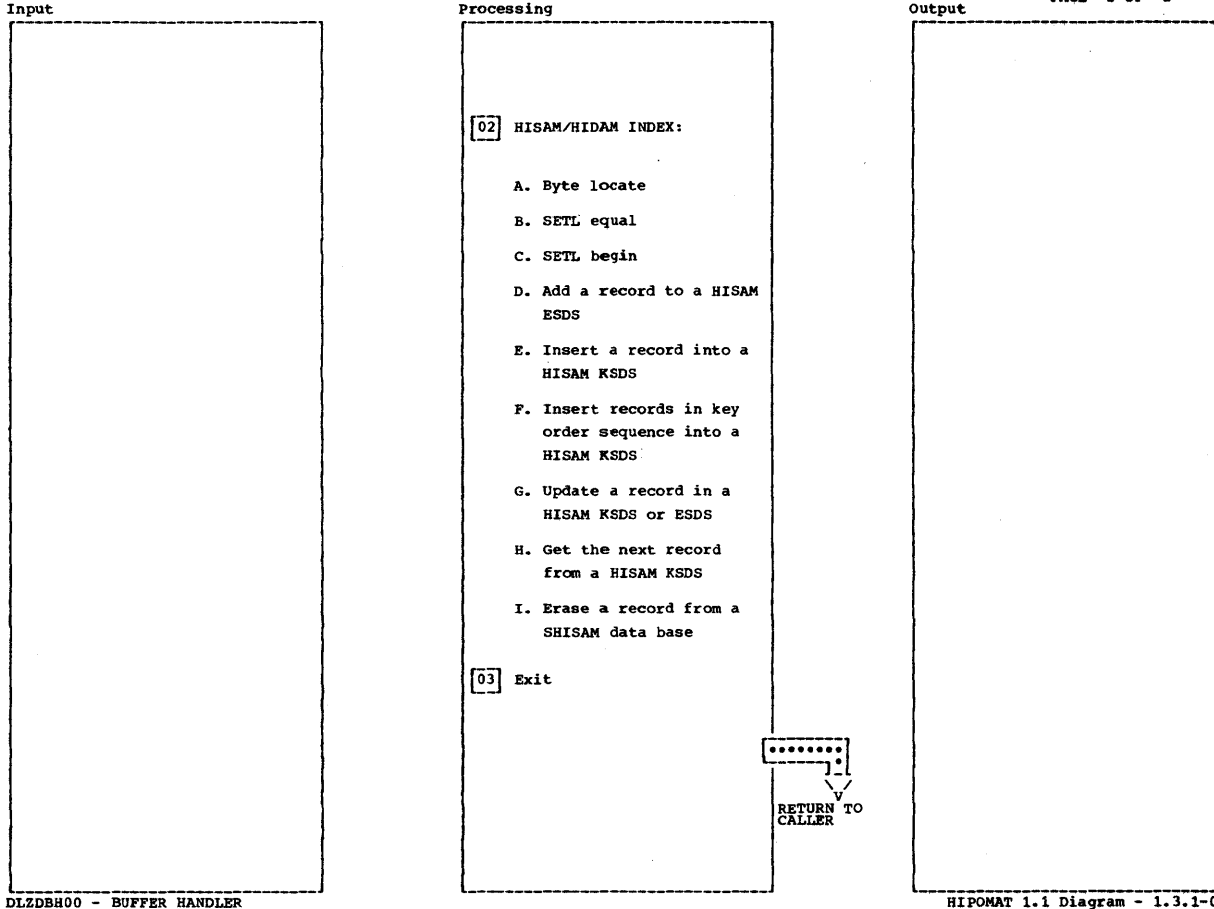 Input
Processing
Output
[02] HISAM/HIDAM INDEX:
A. Byte locate
B. SETL equal
C. SETL begin
D. Add a record to a HISAM
ESDS
E. Insert a record into a
HISAM KSDS
F. Insert records in key
order sequence into a
HISAM KSDS
G. Update a record in a
HISAM KSDS or ESDS
H. Get the next record
from a HISAM KSDS
I. Erase a record from a
SHISAM data base
[03] Exit
RETURN TO
CALLER
DLZDBH00 - BUFFER HANDLER
HIPOMAT 1.1 Diagram - 1.3.1-0